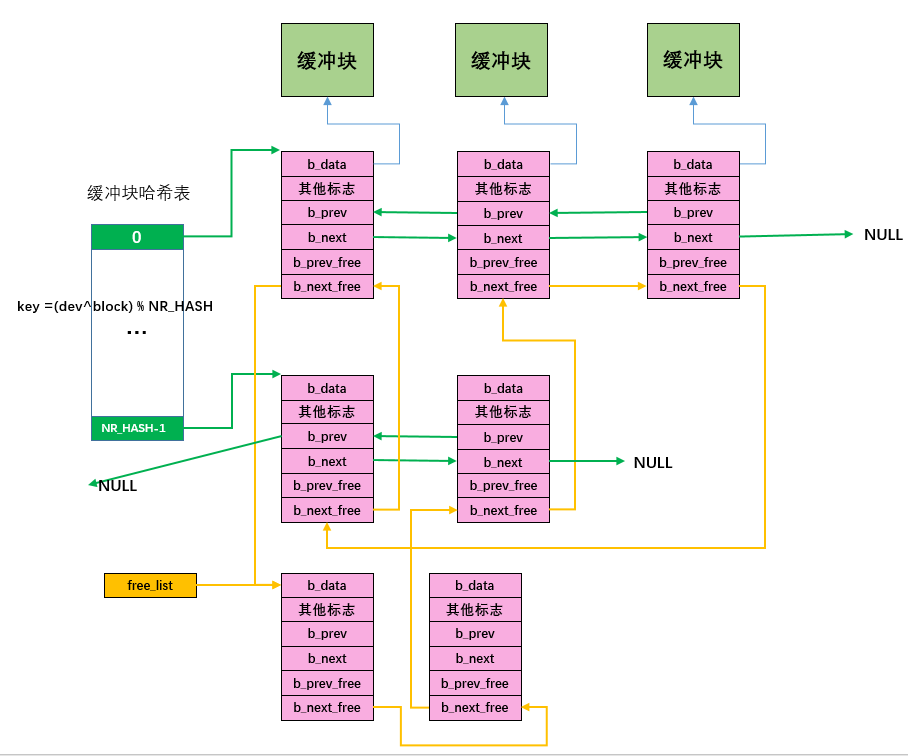 缓冲块
缓冲块
缓冲块
b_data
其他标志
b_prev
b_next
b_prev_free
b_next_free
b_data
其他标志
b_prev
b_next
b_prev_free
b_next_free
b_data
其他标志
b_prev
b_next
b_prev_free
b_next_free
NULL
缓冲块哈希表
0
key =(dev^block) % NR_HASH
...
NR_HASH-1
NULL
b_data
其他标志
b_prev
b_next
b_prev_free
b_next_free
b_data
其他标志
b_prev
b_next
b_prev_free
b_next_free
NULL
free_list
b_data
其他标志
b_prev
b_next
b_prev_free
b_next_free
b_data
其他标志
b_prev
b_next
b_prev_free
b_next_free